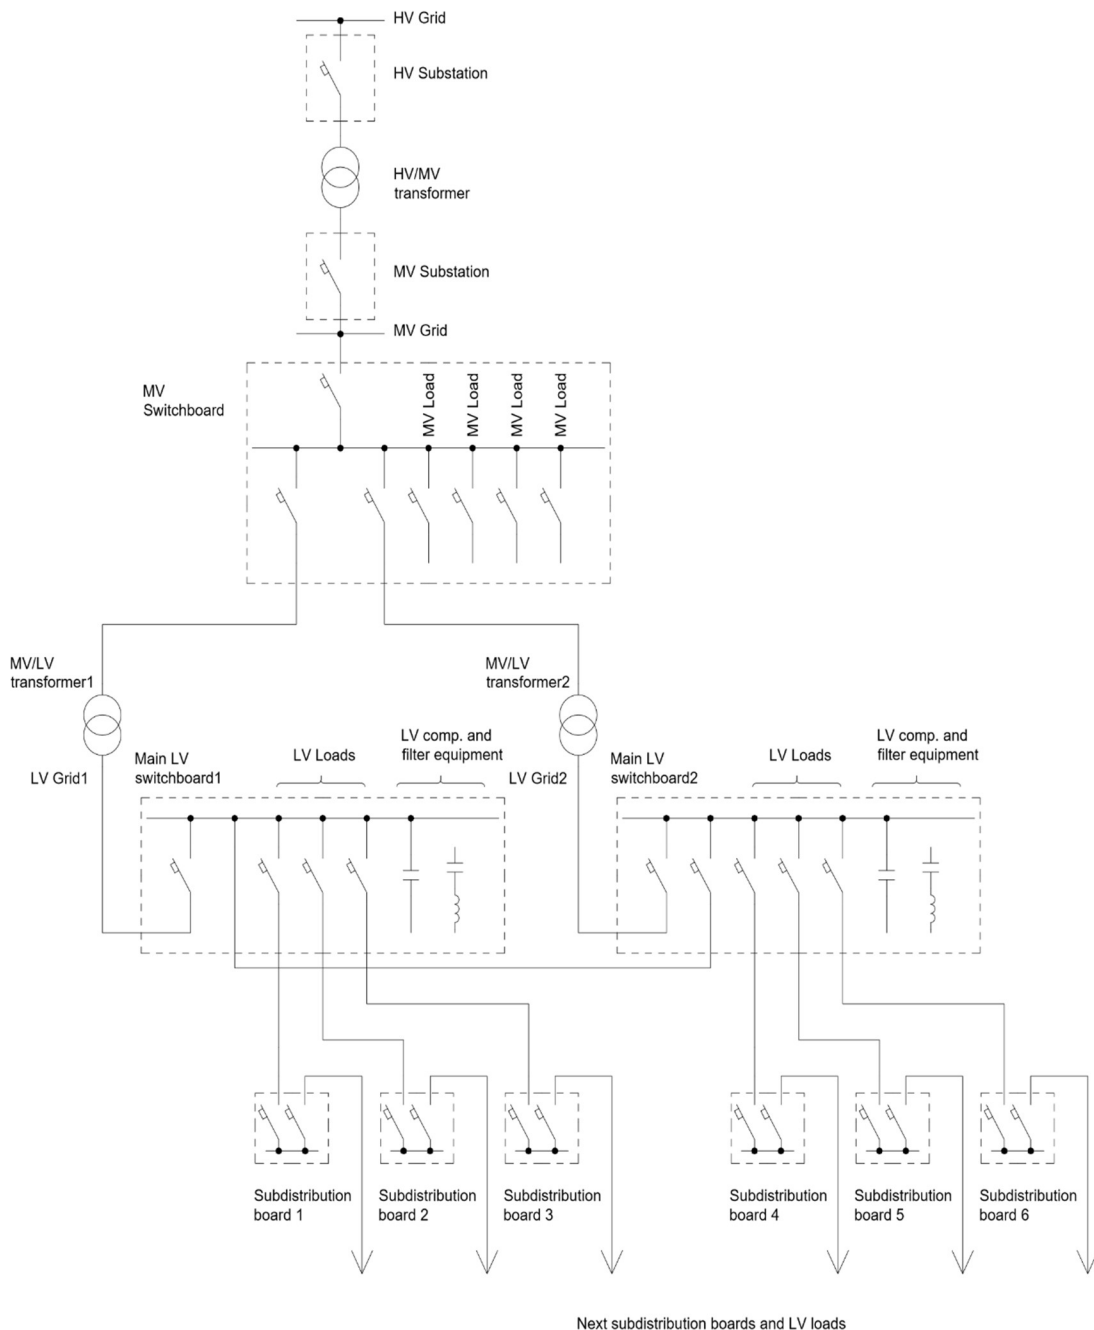 HV Grid
HV Substation
HV/MV
transformer
MV Substation
MV Grid
MV
Switchboard
MV Load
MV Load
MV Load
MV Load
MV/LV
transformer1
MV/LV
transformer2
LV Grid1
Main LV
switchboard1
LV Loads
LV comp. and
filter equipment
LV Grid2
Main LV
switchboard2
LV Loads
LV comp. and
filter equipment
Subdistribution
board 1
Subdistribution
board 2
Subdistribution
board 3
Subdistribution
board 4
Subdistribution
board 5
Subdistribution
board 6
Next subdistribution boards and LV loads